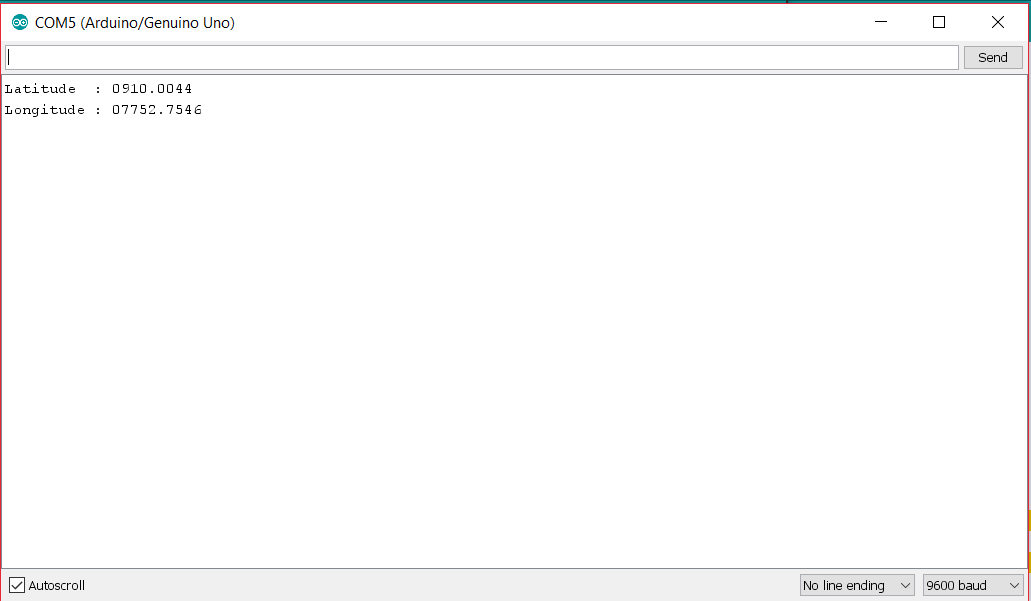 COM5 (Arduino/Genuino Uno)
Send
Latitude  : 0910.0044
Longitude : 07752.7546
Autoscroll
No line ending
9600 baud